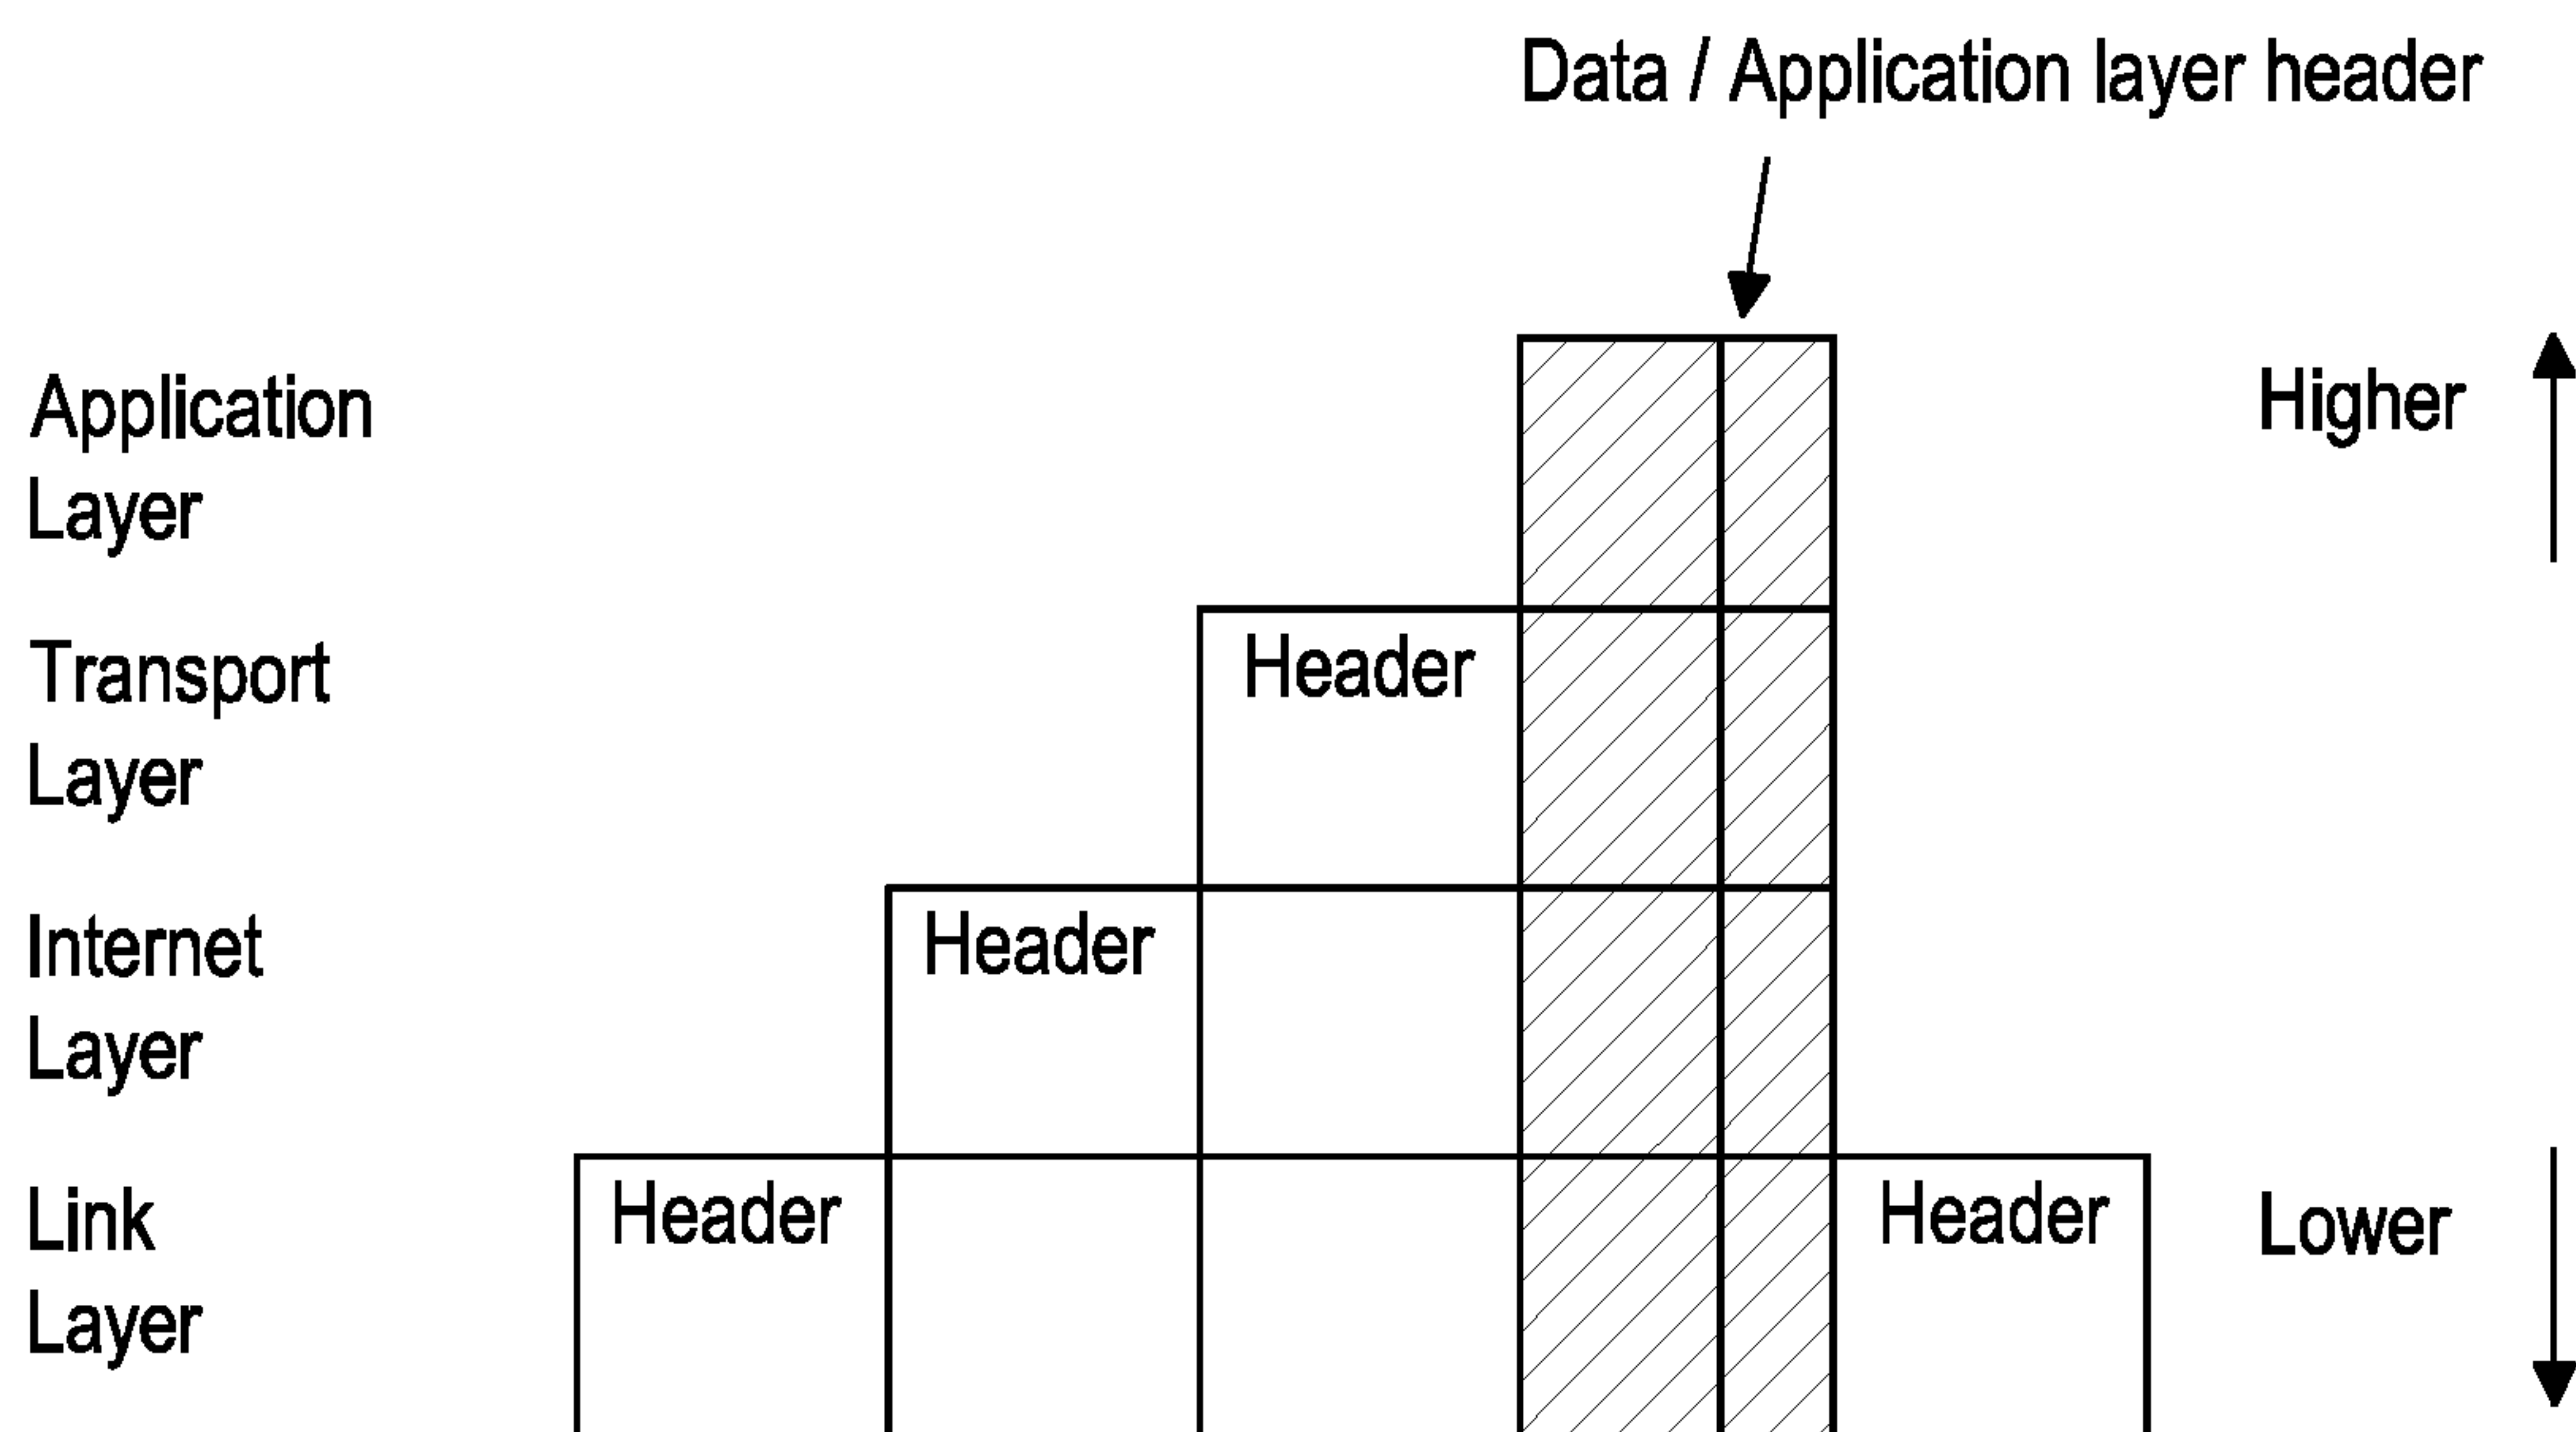 Data / Application layer header
Application
Layer
Higher
Transport
Layer
Header
Internet
Layer
Header
Link
Layer
Header
Header
Lower